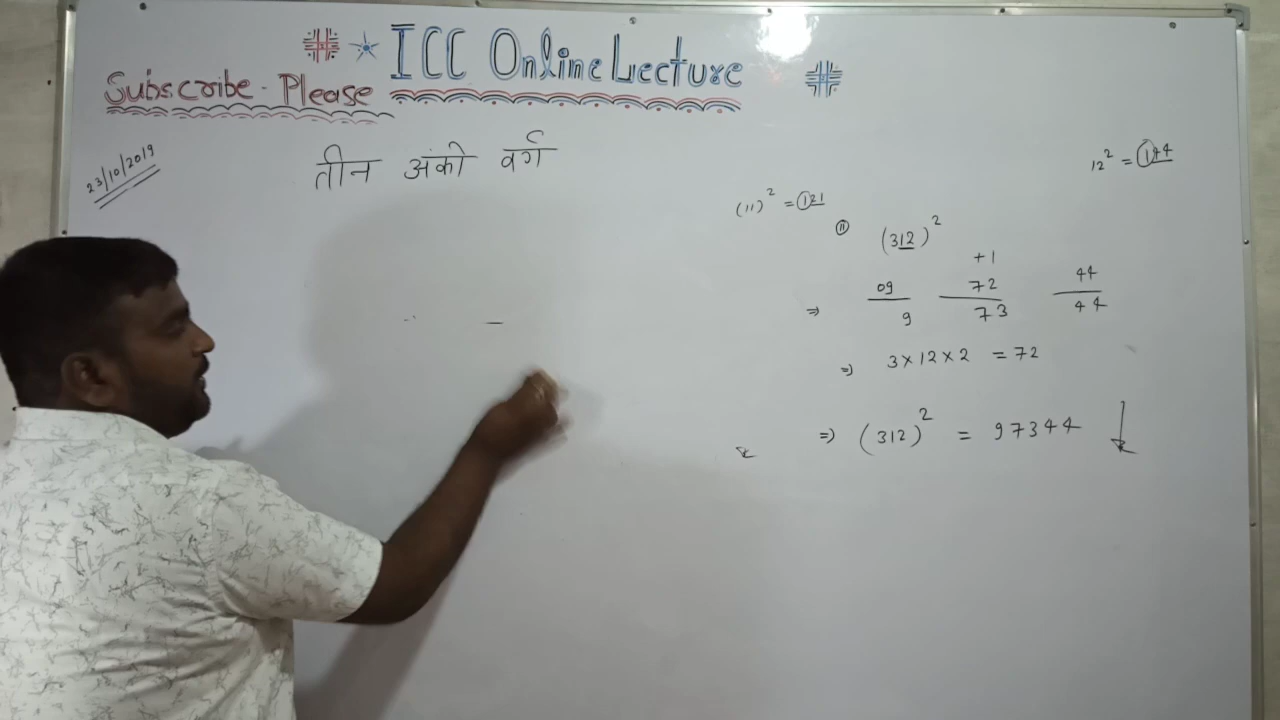 ICC Online Lecture
Subscribe - Please
23/10/2019
तीन अंकी वर्ग
12² = 144
(11)² = 121
(11) (312)²
+1
09 72 44
⇒ 9 73 44
⇒ 3×12×2 = 72
⇒ (312)² = 97344